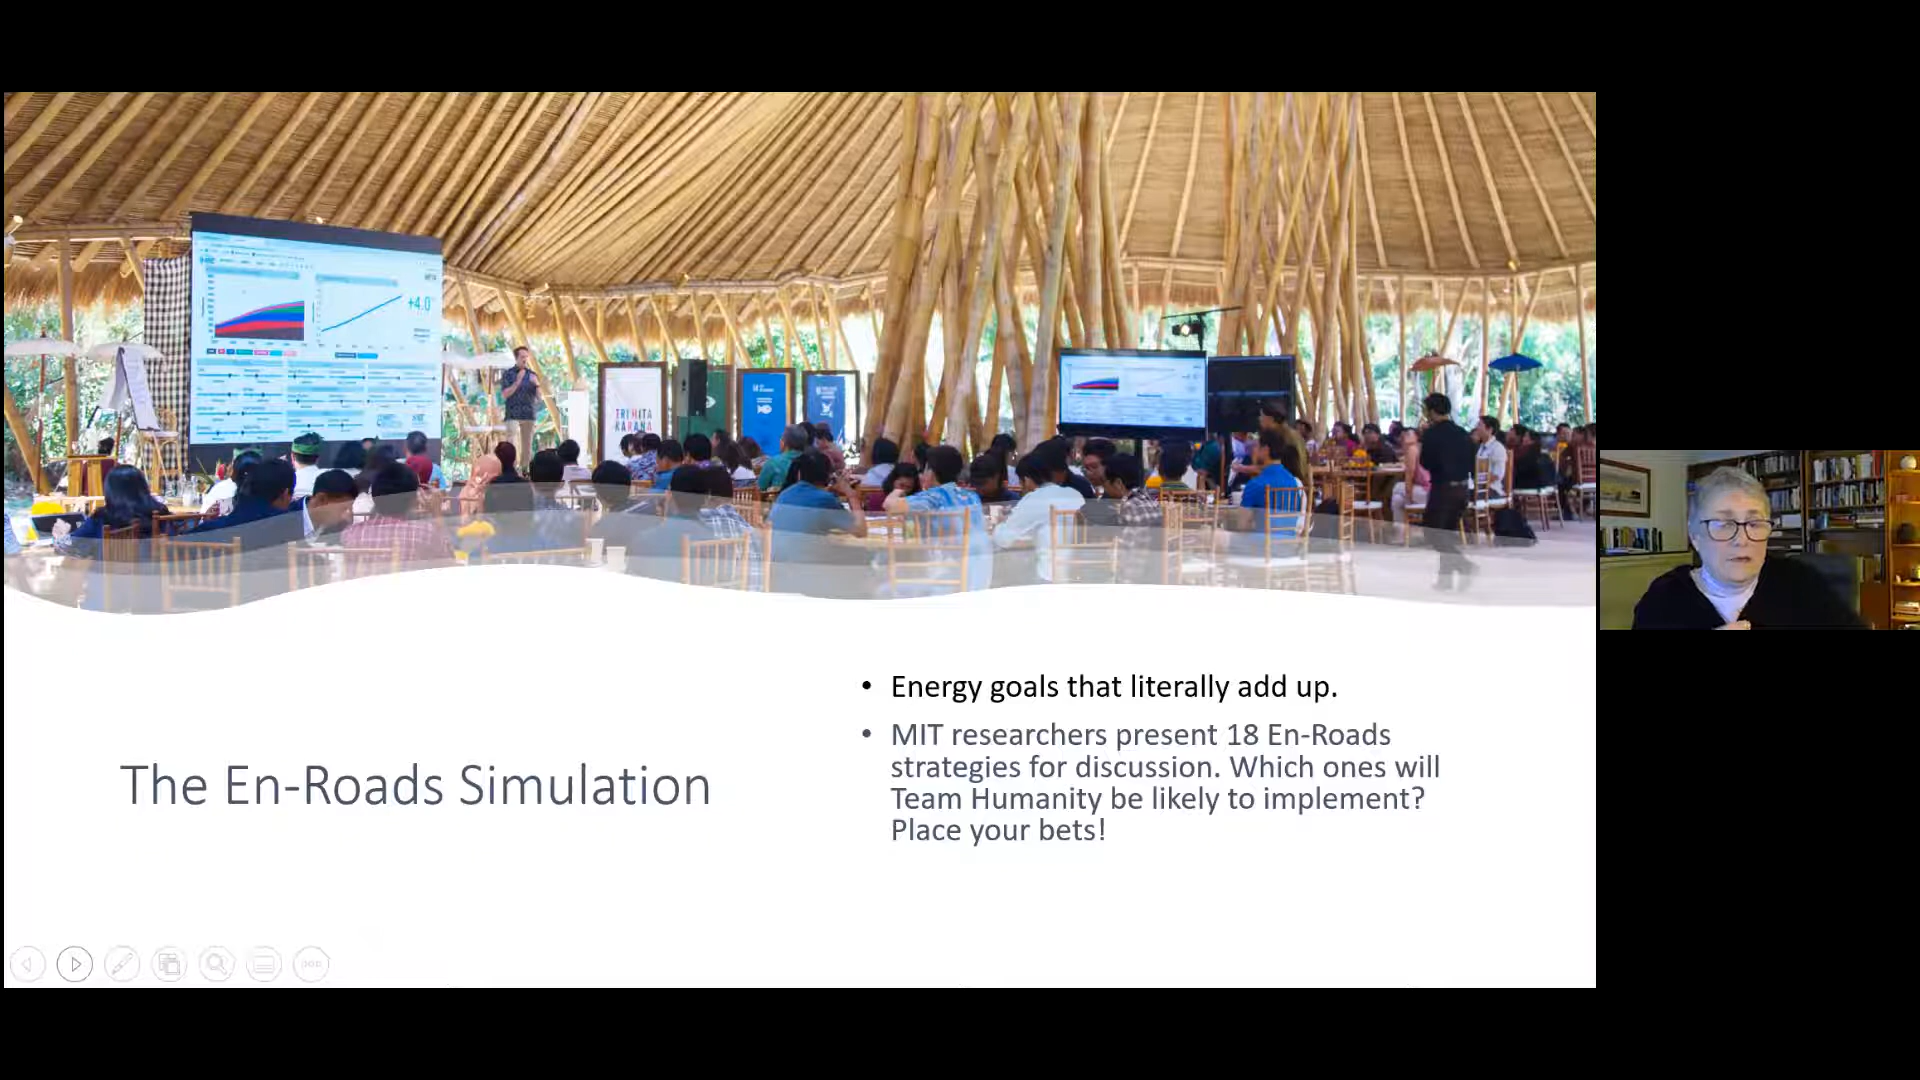 +4.0
TRI HITA
KARANA
The En-Roads Simulation
• Energy goals that literally add up.
• MIT researchers present 18 En-Roads
strategies for discussion. Which ones will
Team Humanity be likely to implement?
Place your bets!